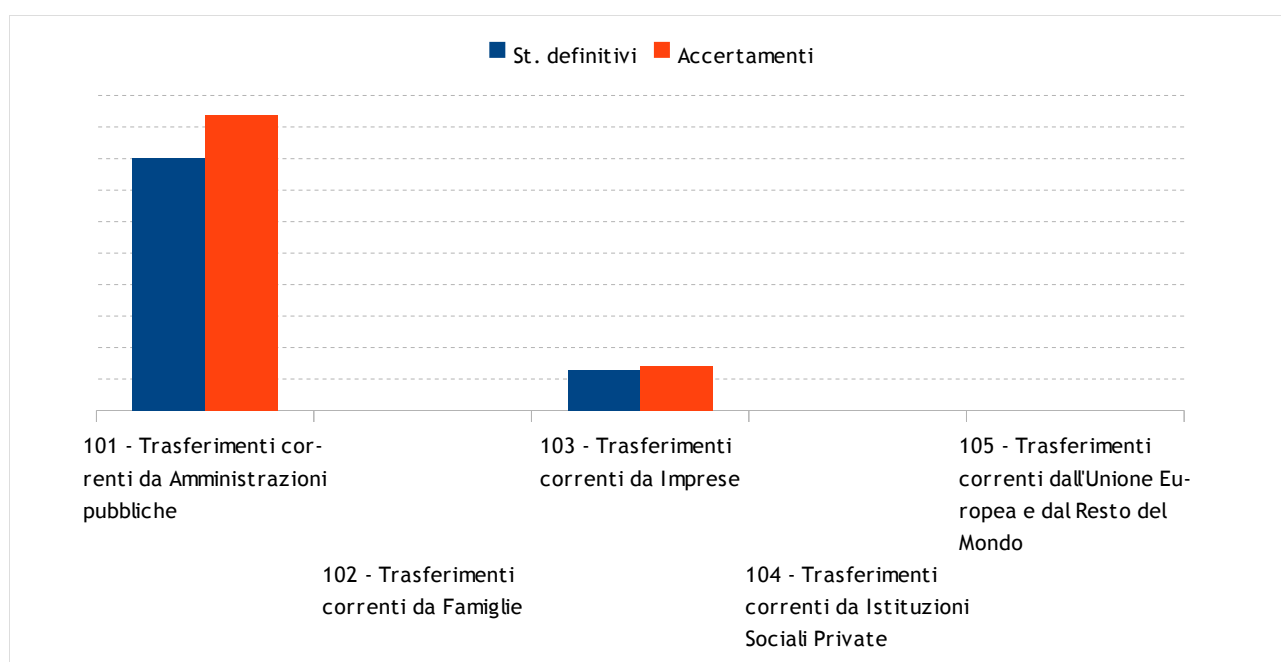 St. definitivi Accertamenti
101 - Trasferimenti cor-
renti da Amministrazioni
pubbliche
102 - Trasferimenti
correnti da Famiglie
103 - Trasferimenti
correnti da Imprese
104 - Trasferimenti
correnti da Istituzioni
Sociali Private
105 - Trasferimenti
correnti dall'Unione Eu-
ropea e dal Resto del
Mondo